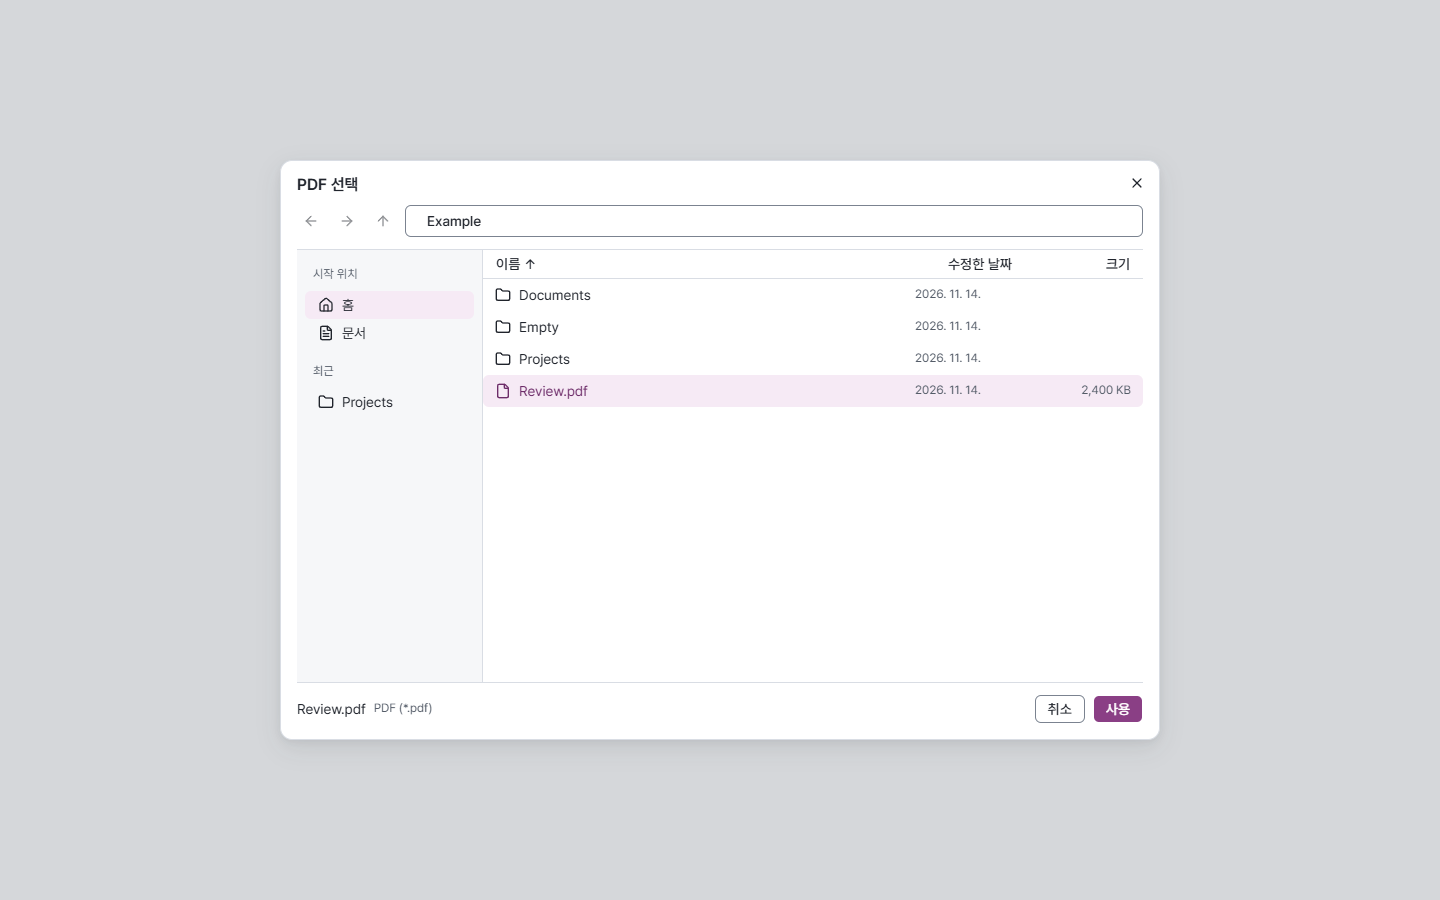 PDF 선택
Example
시작 위치
홈
문서
최근
Projects
이름 수정한 날짜 크기
Documents 2026. 11. 14.
Empty 2026. 11. 14.
Projects 2026. 11. 14.
Review.pdf 2026. 11. 14. 2,400 KB
Review.pdf PDF (*.pdf)
취소 사용